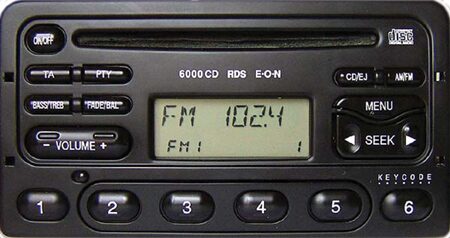 ON/OFF
disc
TA PTY
6000 CD RDS E•O•N
CD/EJ AM/FM
BASS/TREB FADE/BAL
FM 102.4
MENU
- VOLUME +
FM1 1
SEEK
KEYCODE
1 2 3 4 5 6